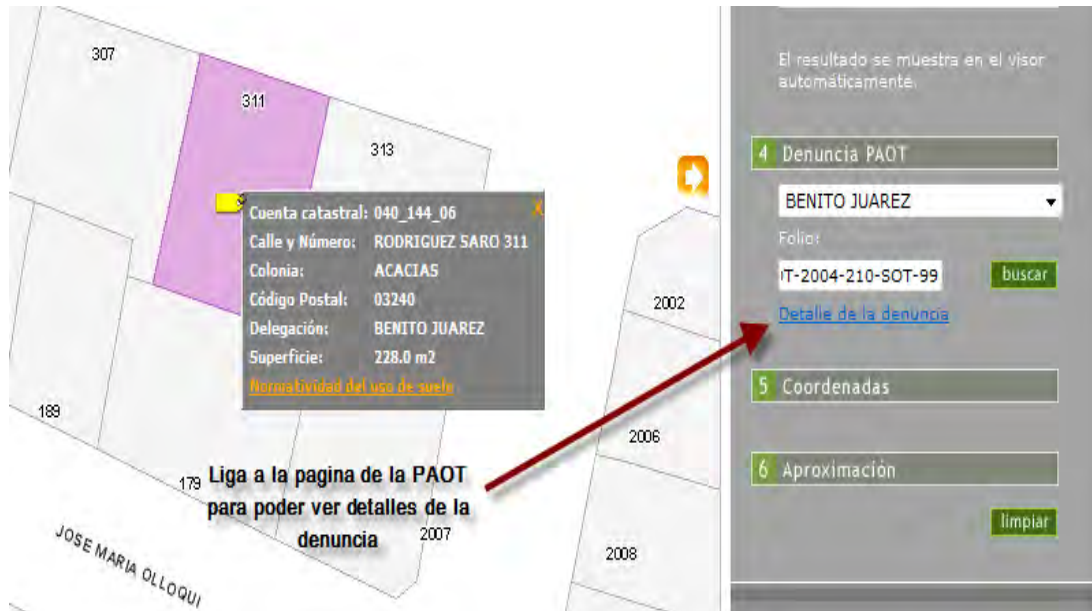 307
311
313
Cuenta catastral: 040_144_06 X
Calle y Número: RODRIGUEZ SARO 311
Colonia: ACACIAS
Código Postal: 03240
Delegación: BENITO JUAREZ
Superficie: 228.0 m2
Normatividad del uso de suelo
189
179
Liga a la pagina de la PAOT
para poder ver detalles de la
denuncia
JOSE MARIA OLLOQUI
2002
2006
2007
2008
El resultado se muestra en el visor
automáticamente.
4 Denuncia PAOT
BENITO JUAREZ
Folio:
T-2004-210-SOT-99 buscar
Detalle de la denuncia
5 Coordenadas
6 Aproximación
limpiar